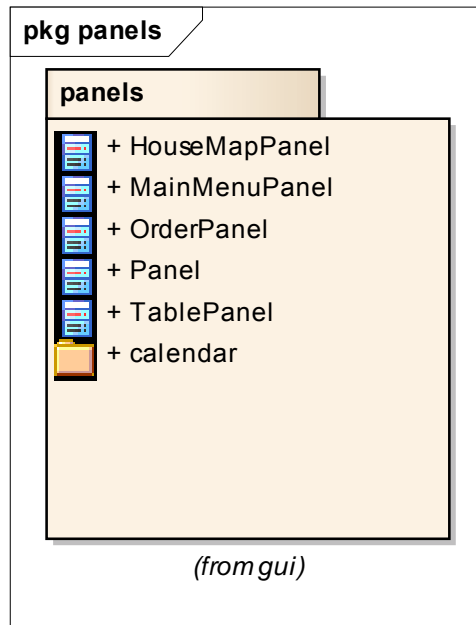 pkg panels
panels
+ HouseMapPanel
+ MainMenuPanel
+ OrderPanel
+ Panel
+ TablePanel
+ calendar
(from gui)